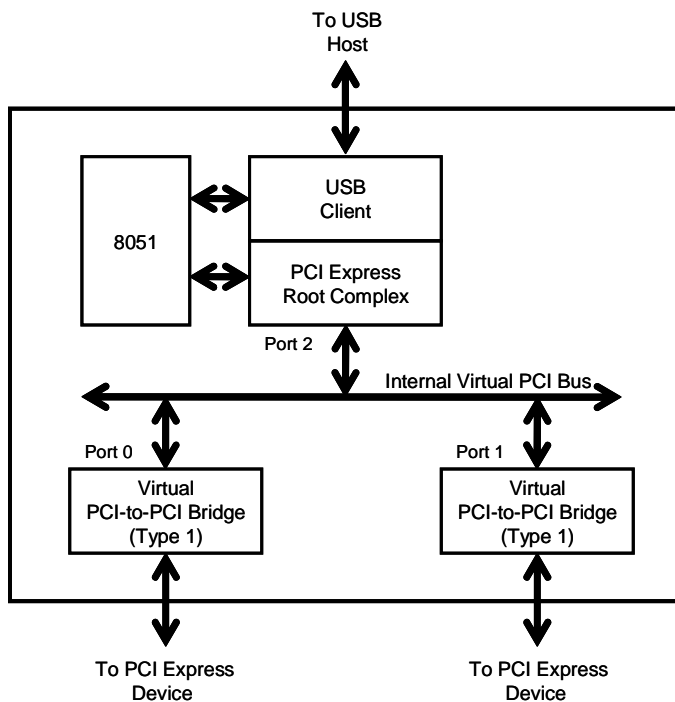 To USB
Host
USB
Client
8051
PCI Express
Root Complex
Port 2
Internal Virtual PCI Bus
Port 0
Port 1
Virtual
PCI-to-PCI Bridge
(Type 1)
Virtual
PCI-to-PCI Bridge
(Type 1)
To PCI Express
Device
To PCI Express
Device